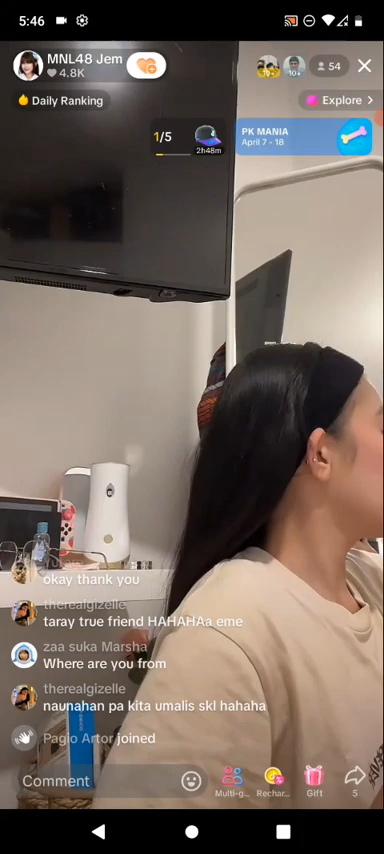 5:46
MNL48 Jem
4.8K
54
Daily Ranking
Explore >
1/5
2h48m
PK MANIA
April 7 - 18
10+
10+
okay thank you
therealgizelle
taray true friend HAHAHAa eme
zaa suka Marsha
Where are you from
therealgizelle
naunahan pa kita umalis skl hahaha
Pagio Artor joined
Comment
Multi-g...
Rechar...
Gift
5